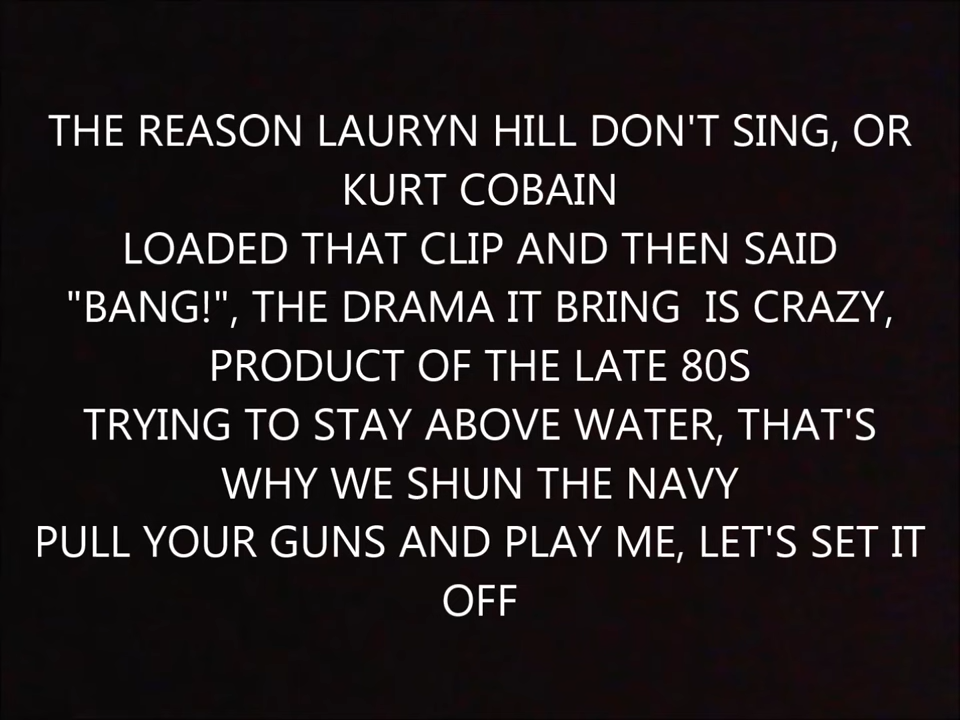 THE REASON LAURYN HILL DON'T SING, OR
KURT COBAIN
LOADED THAT CLIP AND THEN SAID
"BANG!", THE DRAMA IT BRING  IS CRAZY,
PRODUCT OF THE LATE 80S
TRYING TO STAY ABOVE WATER, THAT'S
WHY WE SHUN THE NAVY
PULL YOUR GUNS AND PLAY ME, LET'S SET IT
OFF